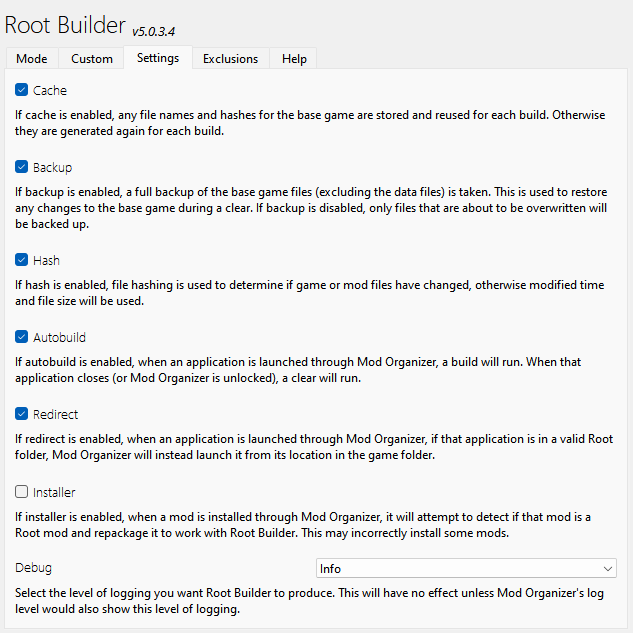 Root Builder v5.0.3.4
Mode Custom Settings Exclusions Help
Cache
If cache is enabled, any file names and hashes for the base game are stored and reused for each build. Otherwise
they are generated again for each build.
Backup
If backup is enabled, a full backup of the base game files (excluding the data files) is taken. This is used to restore
any changes to the base game during a clear. If backup is disabled, only files that are about to be overwritten will
be backed up.
Hash
If hash is enabled, file hashing is used to determine if game or mod files have changed, otherwise modified time
and file size will be used.
Autobuild
If autobuild is enabled, when an application is launched through Mod Organizer, a build will run. When that
application closes (or Mod Organizer is unlocked), a clear will run.
Redirect
If redirect is enabled, when an application is launched through Mod Organizer, if that application is in a valid Root
folder, Mod Organizer will instead launch it from its location in the game folder.
Installer
If installer is enabled, when a mod is installed through Mod Organizer, it will attempt to detect if that mod is a
Root mod and repackage it to work with Root Builder. This may incorrectly install some mods.
Debug Info
Select the level of logging you want Root Builder to produce. This will have no effect unless Mod Organizer's log
level would also show this level of logging.